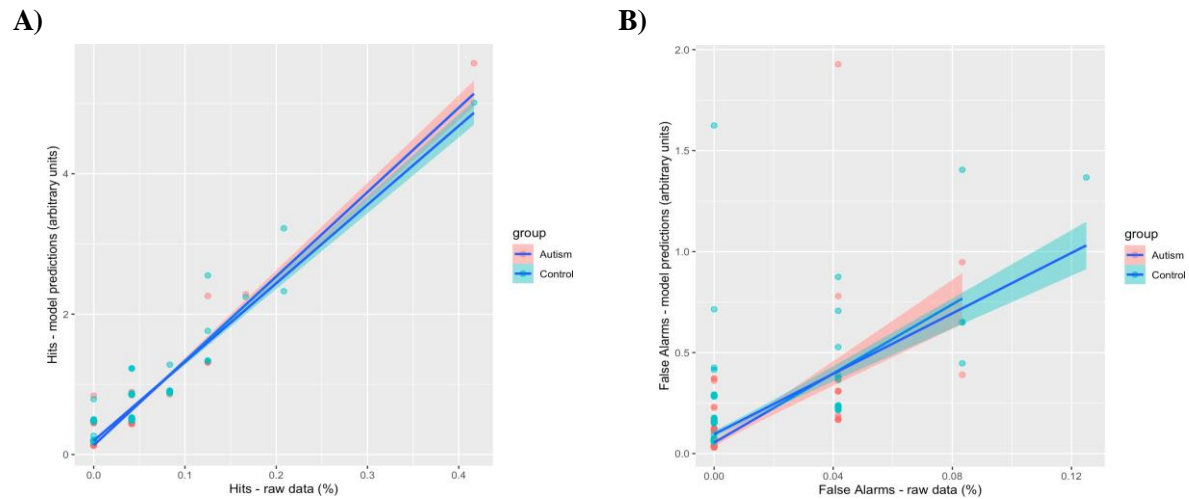 A)
B)
Hits - model predictions (arbitrary units)
4
2
0
0.0 0.1 0.2 0.3 0.4
Hits - raw data (%)
group
Autism
Control
False Alarms - model predictions (arbitrary units)
2.0
1.5
1.0
0.5
0.0
0.00 0.04 0.08 0.12
False Alarms - raw data (%)
group
Autism
Control